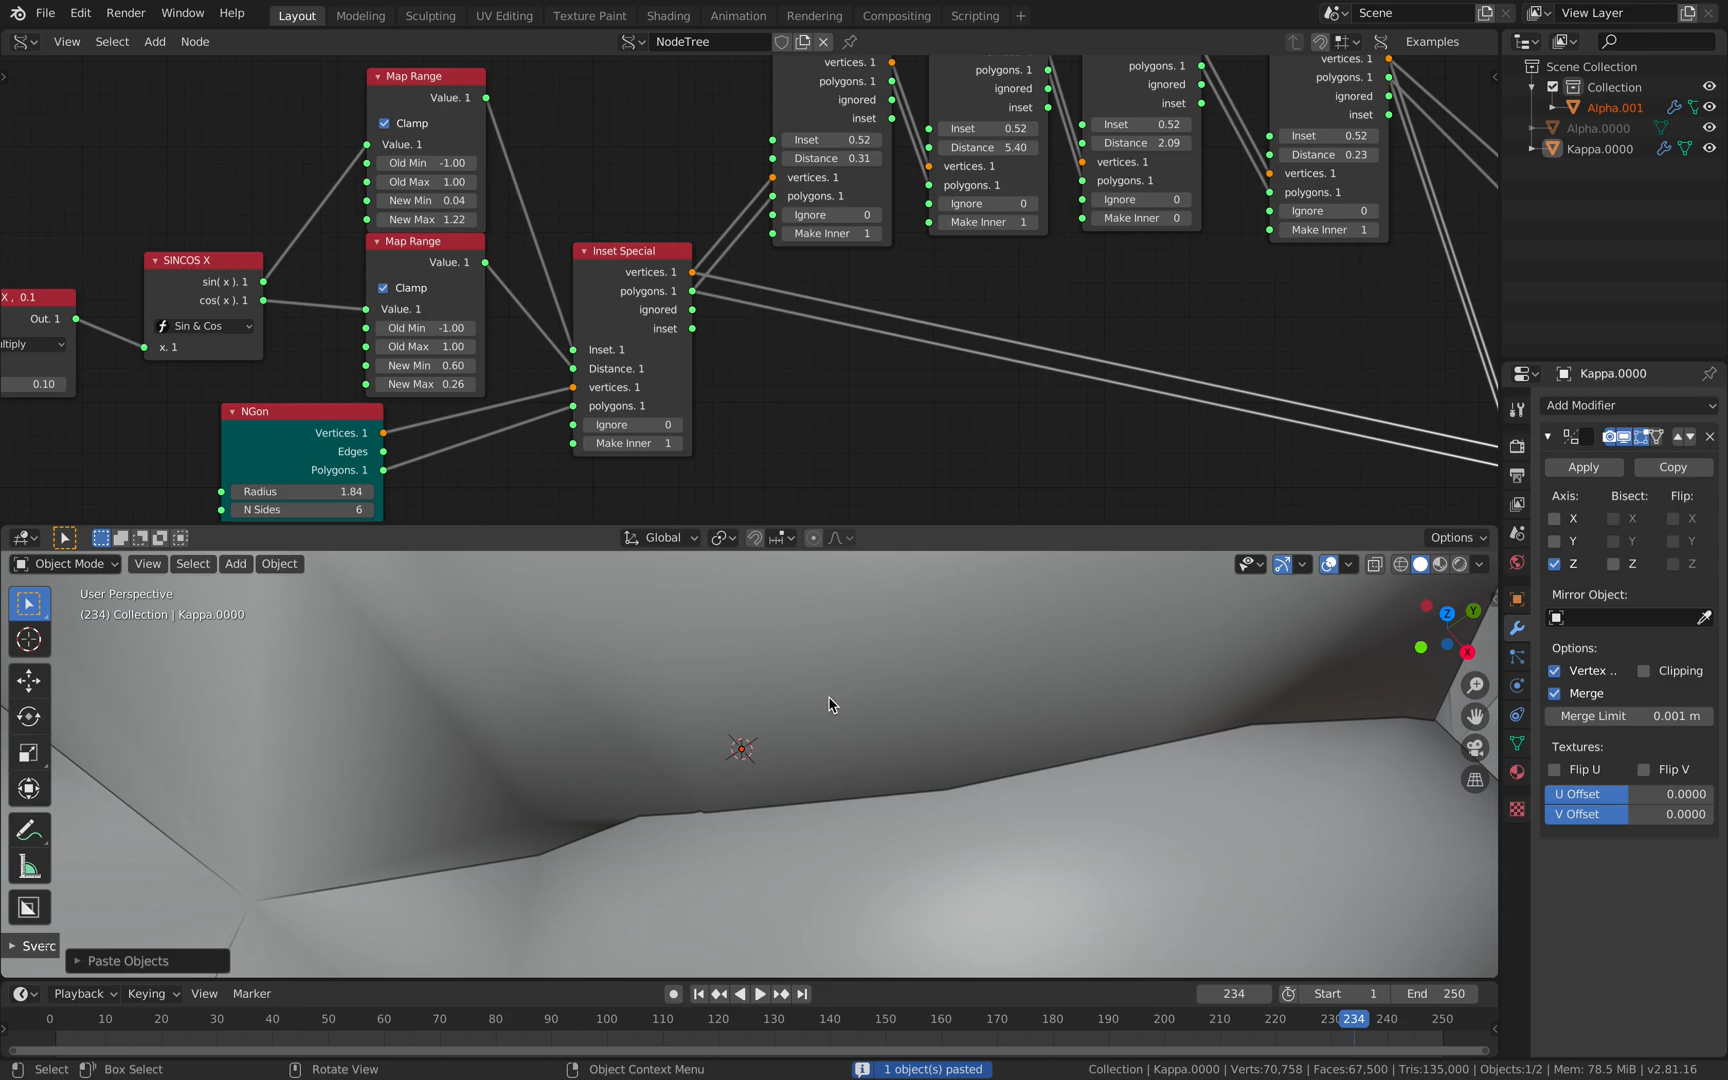 File Edit Render Window Help Layout Modeling Sculpting UV Editing Texture Paint Shading Animation Rendering Compositing Scripting + Scene View Layer
View Select Add Node NodeTree Examples
Map Range
Value. 1
Clamp
Value. 1
Old Min -1.00
Old Max 1.00
New Min 0.04
New Max 1.22
Map Range
Value. 1
Clamp
Value. 1
Old Min -1.00
Old Max 1.00
New Min 0.60
New Max 0.26
SINCOS X
sin( x ). 1
cos( x ). 1
Sin & Cos
x. 1
X , 0.1
Out. 1
ltiply
0.10
NGon
Vertices. 1
Edges
Polygons. 1
Radius 1.84
N Sides 6
Inset Special
vertices. 1
polygons. 1
ignored
inset
Inset. 1
Distance. 1
vertices. 1
polygons. 1
Ignore 0
Make Inner 1
vertices. 1
polygons. 1
ignored
inset
Inset 0.52
Distance 0.31
vertices. 1
polygons. 1
Ignore 0
Make Inner 1
polygons. 1
ignored
inset
Inset 0.52
Distance 5.40
vertices. 1
polygons. 1
Ignore 0
Make Inner 1
polygons. 1
ignored
inset
Inset 0.52
Distance 2.09
vertices. 1
polygons. 1
Ignore 0
Make Inner 0
vertices. 1
polygons. 1
ignored
inset
Inset 0.52
Distance 0.23
vertices. 1
polygons. 1
Ignore 0
Make Inner 1
Scene Collection
Collection
Alpha.001
Alpha.0000
Kappa.0000
Kappa.0000
Add Modifier
Apply Copy
Axis: Bisect: Flip:
X X X
Y Y Y
Z Z Z
Mirror Object:
Options:
Vertex .. Clipping
Merge
Merge Limit 0.001 m
Textures:
Flip U Flip V
U Offset 0.0000
V Offset 0.0000
Global Options
Object Mode View Select Add Object
User Perspective
(234) Collection | Kappa.0000
Z Y
X
Sverc
Paste Objects
Playback Keying View Marker 234 Start 1 End 250
0 10 20 30 40 50 60 70 80 90 100 110 120 130 140 150 160 170 180 190 200 210 220 230 234 240 250
Select Box Select Rotate View Object Context Menu 1 object(s) pasted Collection | Kappa.0000 | Verts:70,758 | Faces:67,500 | Tris:135,000 | Objects:1/2 | Mem: 78.5 MiB | v2.81.16